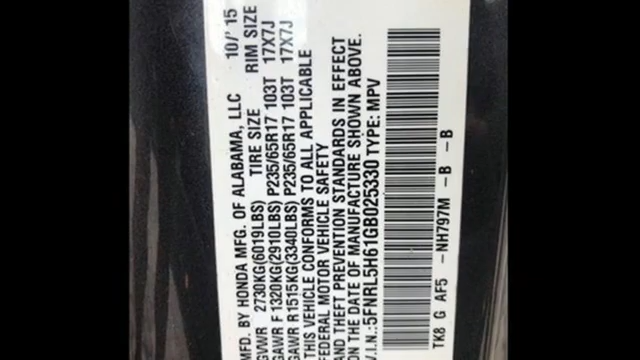 MFD. BY HONDA MFG. OF ALABAMA, LLC 10/'15
GVWR 2730KG(6019LBS) TIRE SIZE RIM SIZE
GAWR F 1320KG(2910LBS) P235/65R17 103T 17X7J
GAWR R1515KG(3340LBS) P235/65R17 103T 17X7J
THIS VEHICLE CONFORMS TO ALL APPLICABLE
FEDERAL MOTOR VEHICLE SAFETY
AND THEFT PREVENTION STANDARDS IN EFFECT
ON THE DATE OF MANUFACTURE SHOWN ABOVE.
V-I-N :5FNRL5H61GB025330 TYPE: MPV
TK8 G AF5 -NH797M - B - B